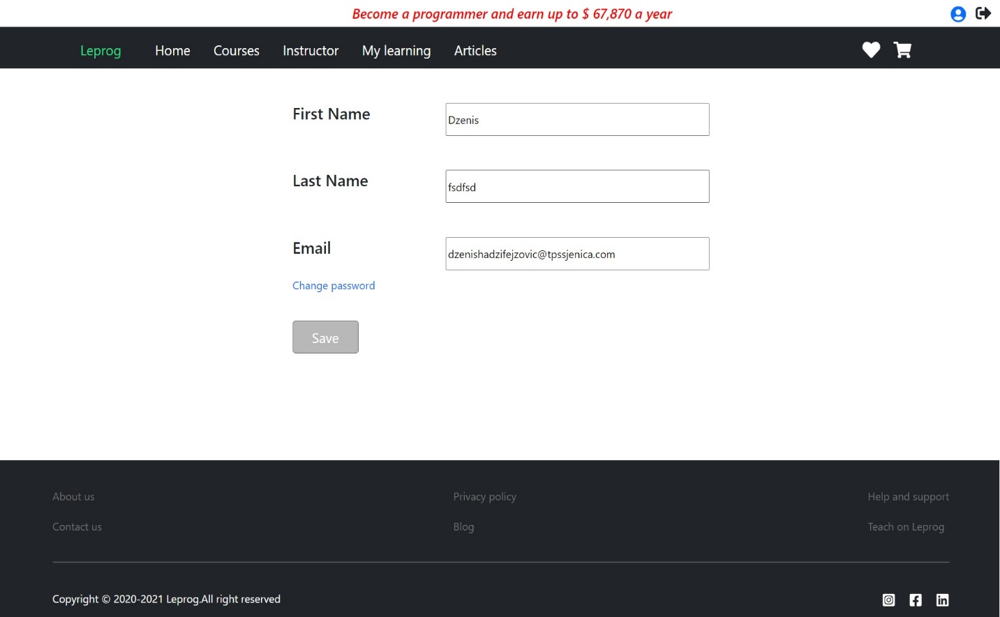 Become a programmer and earn up to $ 67,870 a year
Leprog Home Courses Instructor My learning Articles
First Name Dzenis
Last Name fsdfsd
Email dzenishadzifejzovic@tpssjenica.com
Change password
Save
About us Privacy policy Help and support
Contact us Blog Teach on Leprog
Copyright © 2020-2021 Leprog.All right reserved